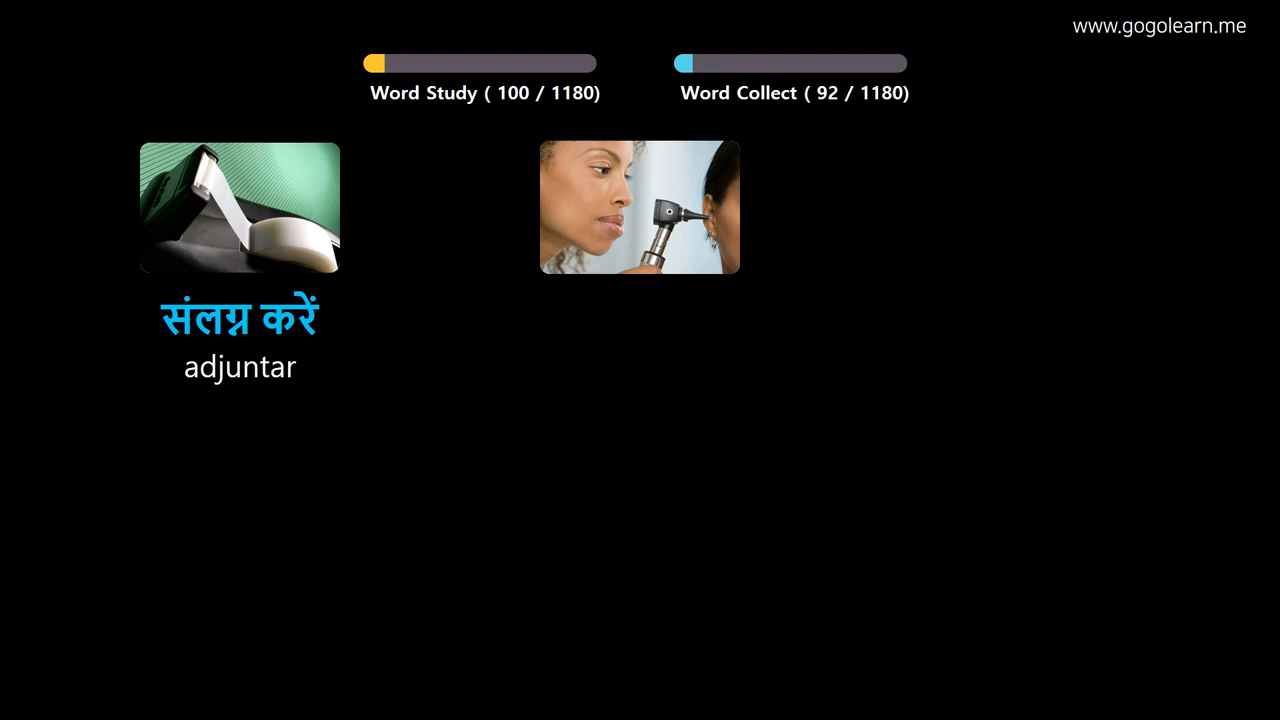 www.gogolearn.me
Word Study ( 100 / 1180)
Word Collect ( 92 / 1180)
संलग्न करें
adjuntar